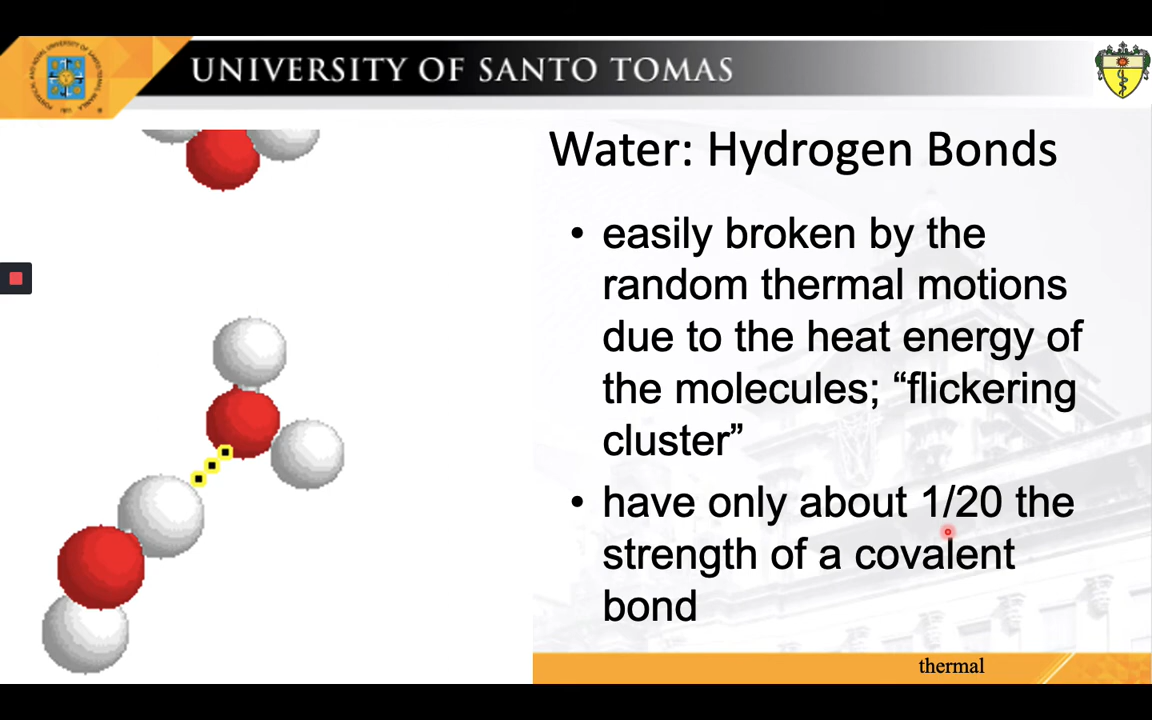 UNIVERSITY OF SANTO TOMAS
Water: Hydrogen Bonds
• easily broken by the
random thermal motions
due to the heat energy of
the molecules; “flickering
cluster”
• have only about 1/20 the
strength of a covalent
bond
thermal